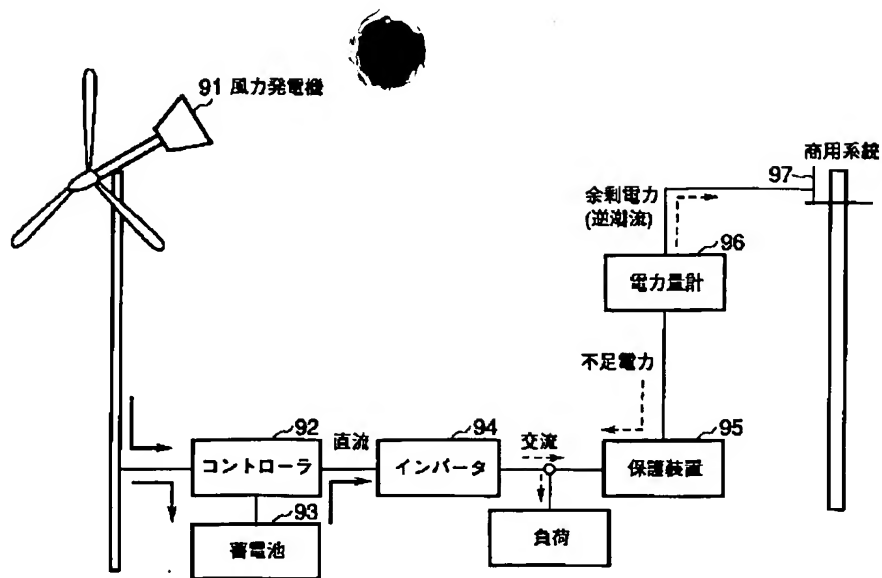 91 風力発電機
商用系統
97
余剰電力
(逆潮流)
96
電力量計
不足電力
92
直流
94
交流
95
コントローラ
インバータ
保護装置
93
蓄電池
負荷